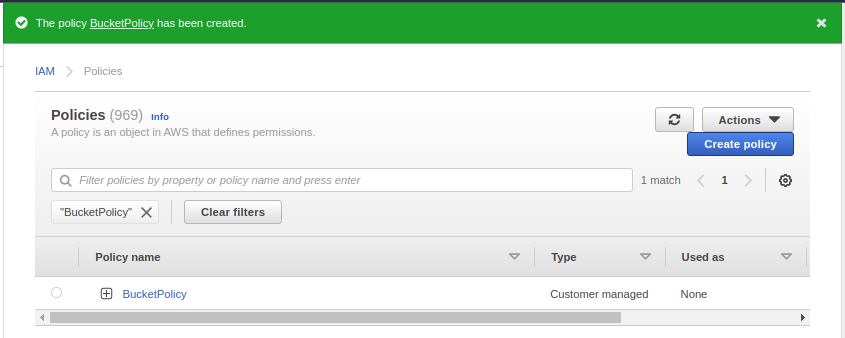 The policy BucketPolicy has been created.
IAM Policies
Policies (969) Info
A policy is an object in AWS that defines permissions.
Actions
Create policy
Filter policies by property or policy name and press enter
1 match 1
"BucketPolicy"
Clear filters
Policy name Type Used as
BucketPolicy Customer managed None